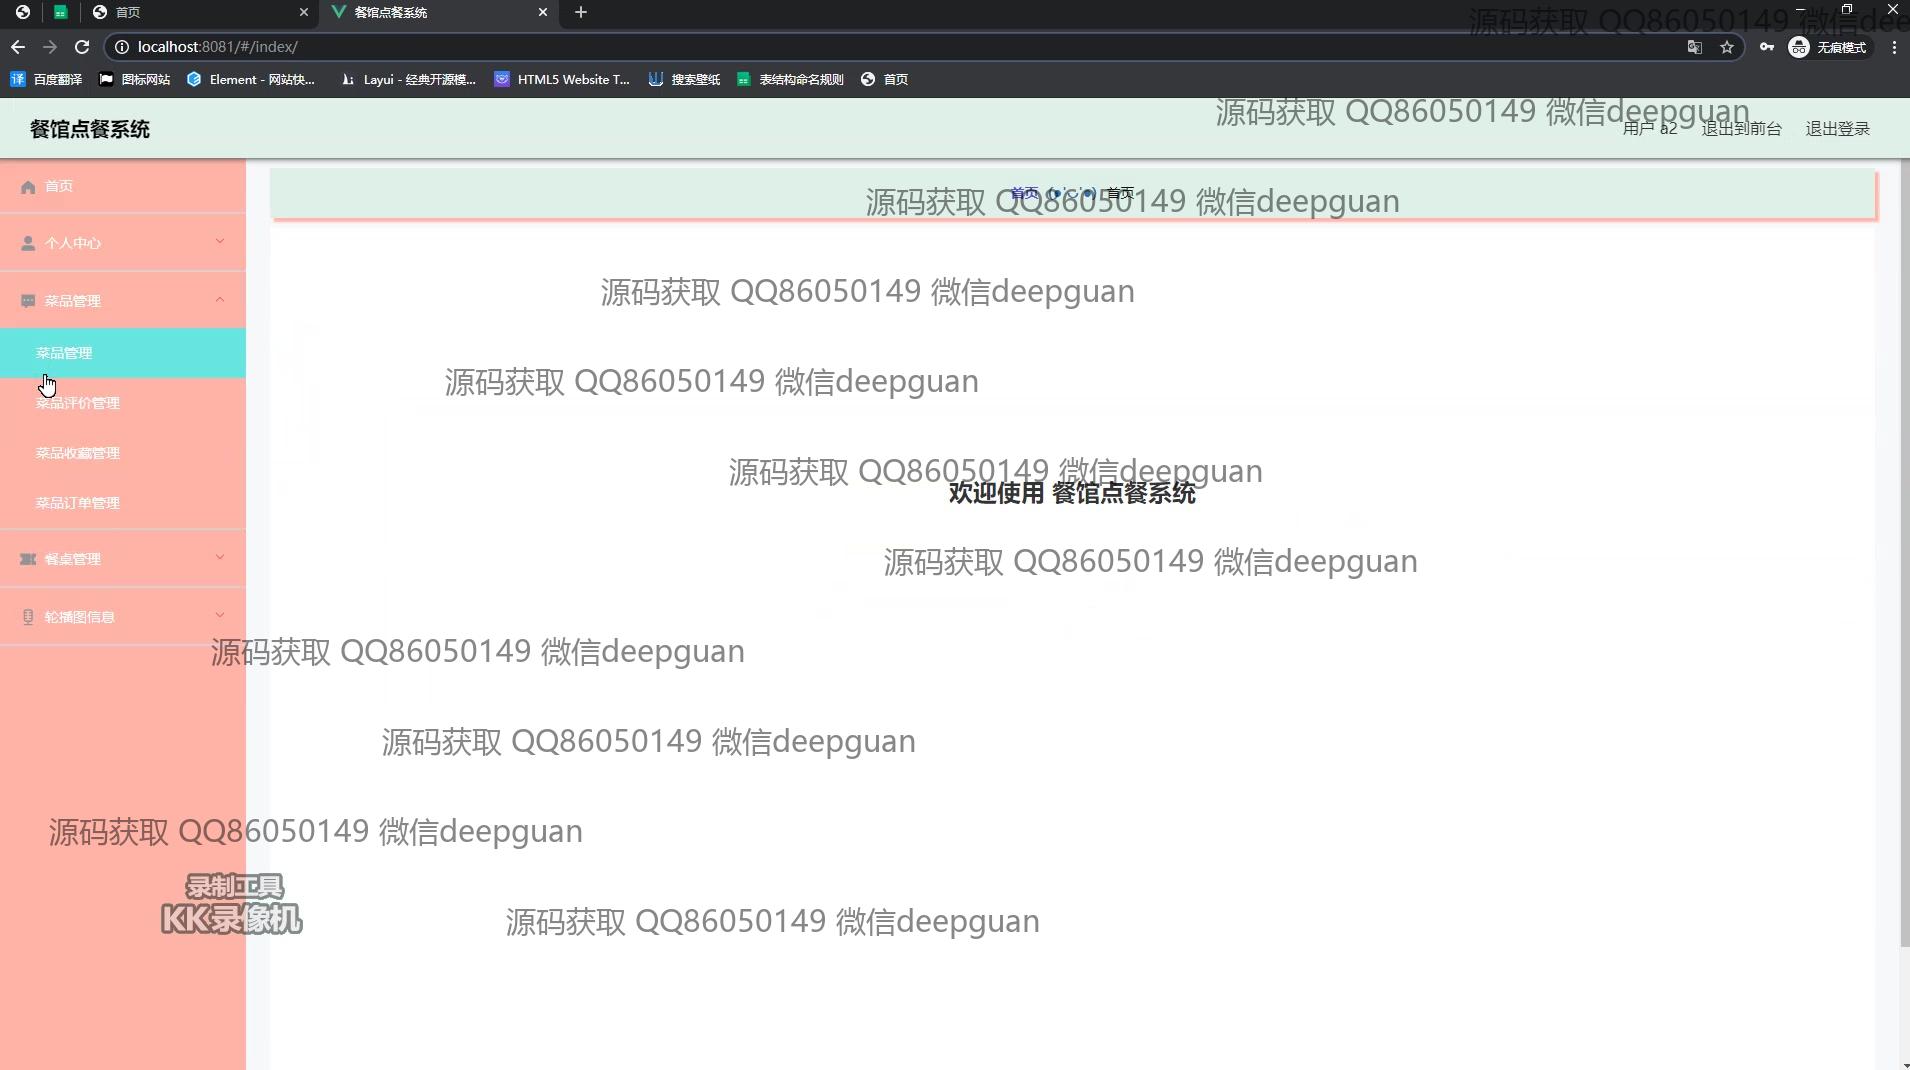 首页
餐馆点餐系统
源码获取 QQ86050149 微信dee
localhost:8081/#/index/
无痕模式
百度翻译
图标网站
Element - 网站快...
Layui - 经典开源模...
HTML5 Website T...
搜索壁纸
表结构命名规则
首页
源码获取 QQ86050149 微信deepguan
餐馆点餐系统
用户 a2
退出到前台
退出登录
首页
首页 (●'◡'●) 首页
源码获取 QQ86050149 微信deepguan
个人中心
菜品管理
源码获取 QQ86050149 微信deepguan
菜品管理
源码获取 QQ86050149 微信deepguan
菜品评价管理
菜品收藏管理
源码获取 QQ86050149 微信deepguan
欢迎使用 餐馆点餐系统
菜品订单管理
餐桌管理
源码获取 QQ86050149 微信deepguan
轮播图信息
源码获取 QQ86050149 微信deepguan
源码获取 QQ86050149 微信deepguan
源码获取 QQ86050149 微信deepguan
录制工具
KK录像机
源码获取 QQ86050149 微信deepguan